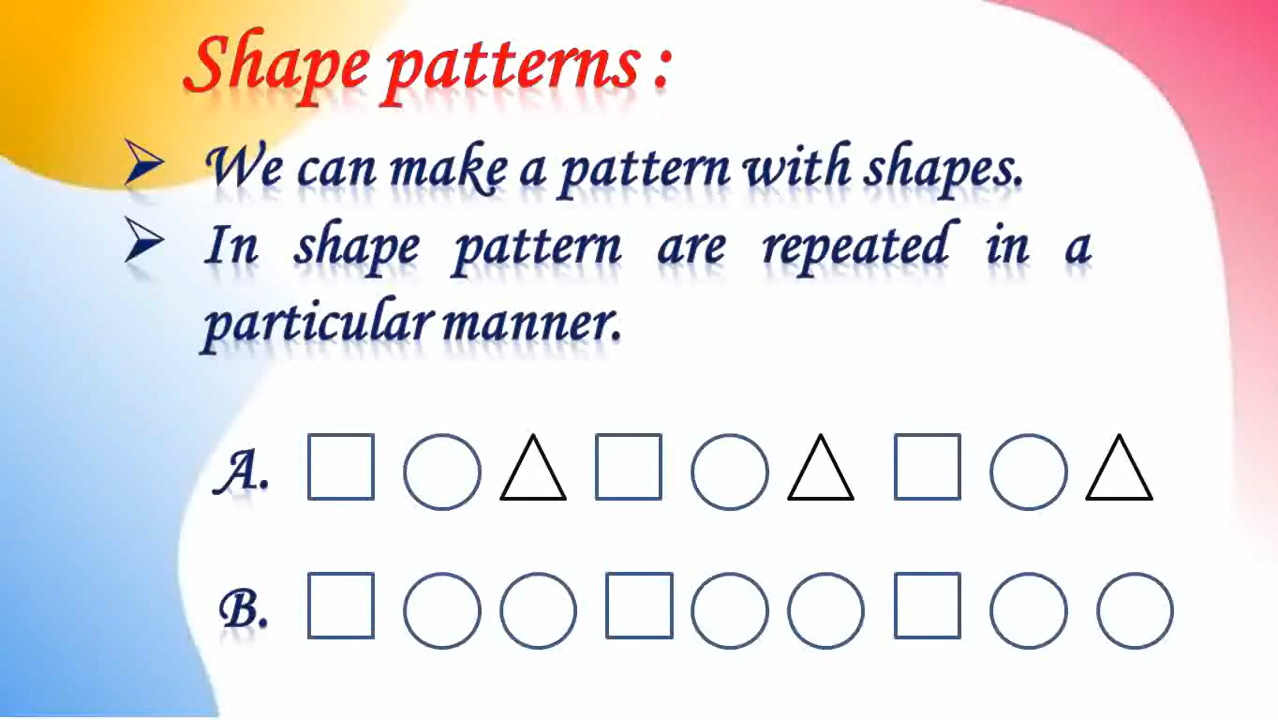 Shape patterns :
We can make a pattern with shapes.
In shape pattern are repeated in a
particular manner.
A.
B.